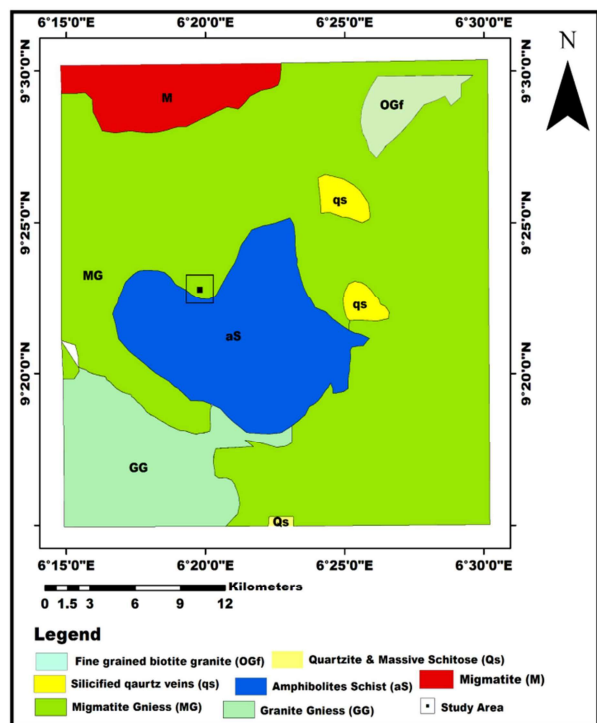 6°15'0"E 6°20'0"E 6°25'0"E 6°30'0"E
N
9°30'0"N 9°30'0"N
M
OGf
qs
9°25'0"N 9°25'0"N
MG
qs
aS
9°20'0"N 9°20'0"N
GG
Qs
6°15'0"E 6°20'0"E 6°25'0"E 6°30'0"E
Kilometers
0 1.5 3 6 9 12
Legend
Fine grained biotite granite (OGf) Quartzite & Massive Schitose (Qs)
Silicified qaurtz veins (qs) Amphibolites Schist (aS) Migmatite (M)
Migmatite Gniess (MG) Granite Gniess (GG) Study Area